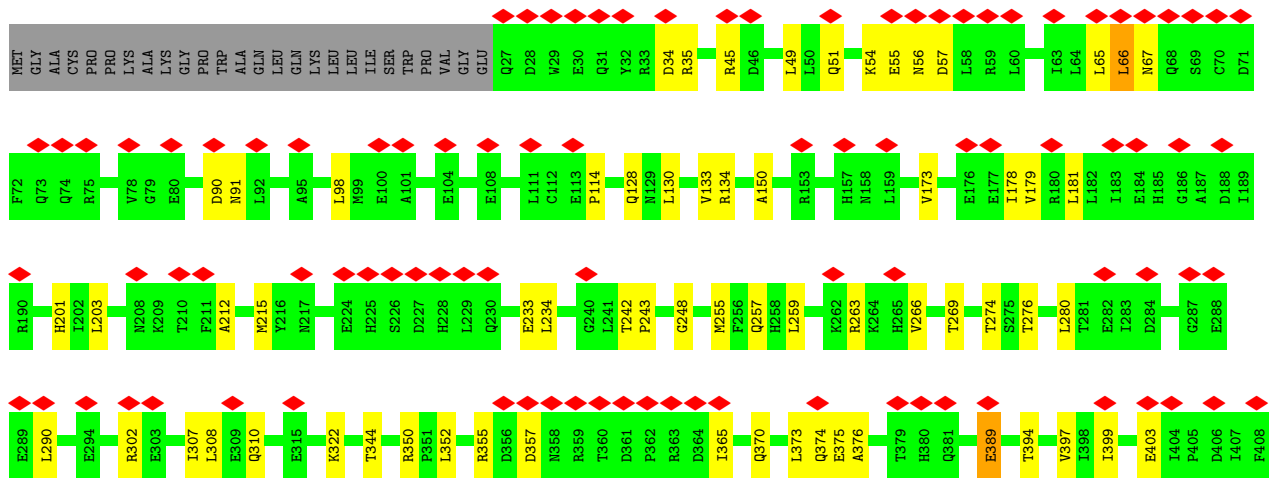 MET GLY ALA CYS PRO PRO LYS ALA LYS GLY PRO TRP ALA GLN LEU GLN LYS LEU LEU ILE SER TRP PRO VAL GLY GLU Q27 D28 W29 E30 Q31 Y32 R33 D34 R35 R45 D46 L49 L50 Q51 K54 E55 N56 D57 L58 R59 L60 I63 L64 L65 L66 N67 Q68 S69 C70 D71
F72 Q73 Q74 R75 V78 G79 E80 D90 N91 L92 A95 L98 M99 E100 A101 E104 E108 L111 C112 E113 P114 Q128 N129 L130 V133 R134 A150 R153 H157 N158 L159 V173 E176 E177 I178 V179 R180 L181 L182 I183 E184 H185 G186 A187 D188 I189
R190 H201 I202 L203 N208 K209 T210 F211 A212 M215 Y216 N217 E224 H225 S226 D227 H228 L229 Q230 E233 L234 G240 L241 T242 P243 G248 M255 F256 Q257 H258 L259 K262 R263 K264 H265 V266 T269 T274 S275 T276 L280 T281 E282 I283 D284 G287 E288
E289 L290 E294 R302 E303 I307 L308 E309 Q310 E315 K322 T344 R350 P351 L352 R355 D356 D357 N358 R359 T360 D361 P362 R363 D364 I365 Q370 L373 Q374 E375 A376 T379 H380 Q381 E389 T394 V397 I398 I399 E403 I404 P405 D406 I407 F408